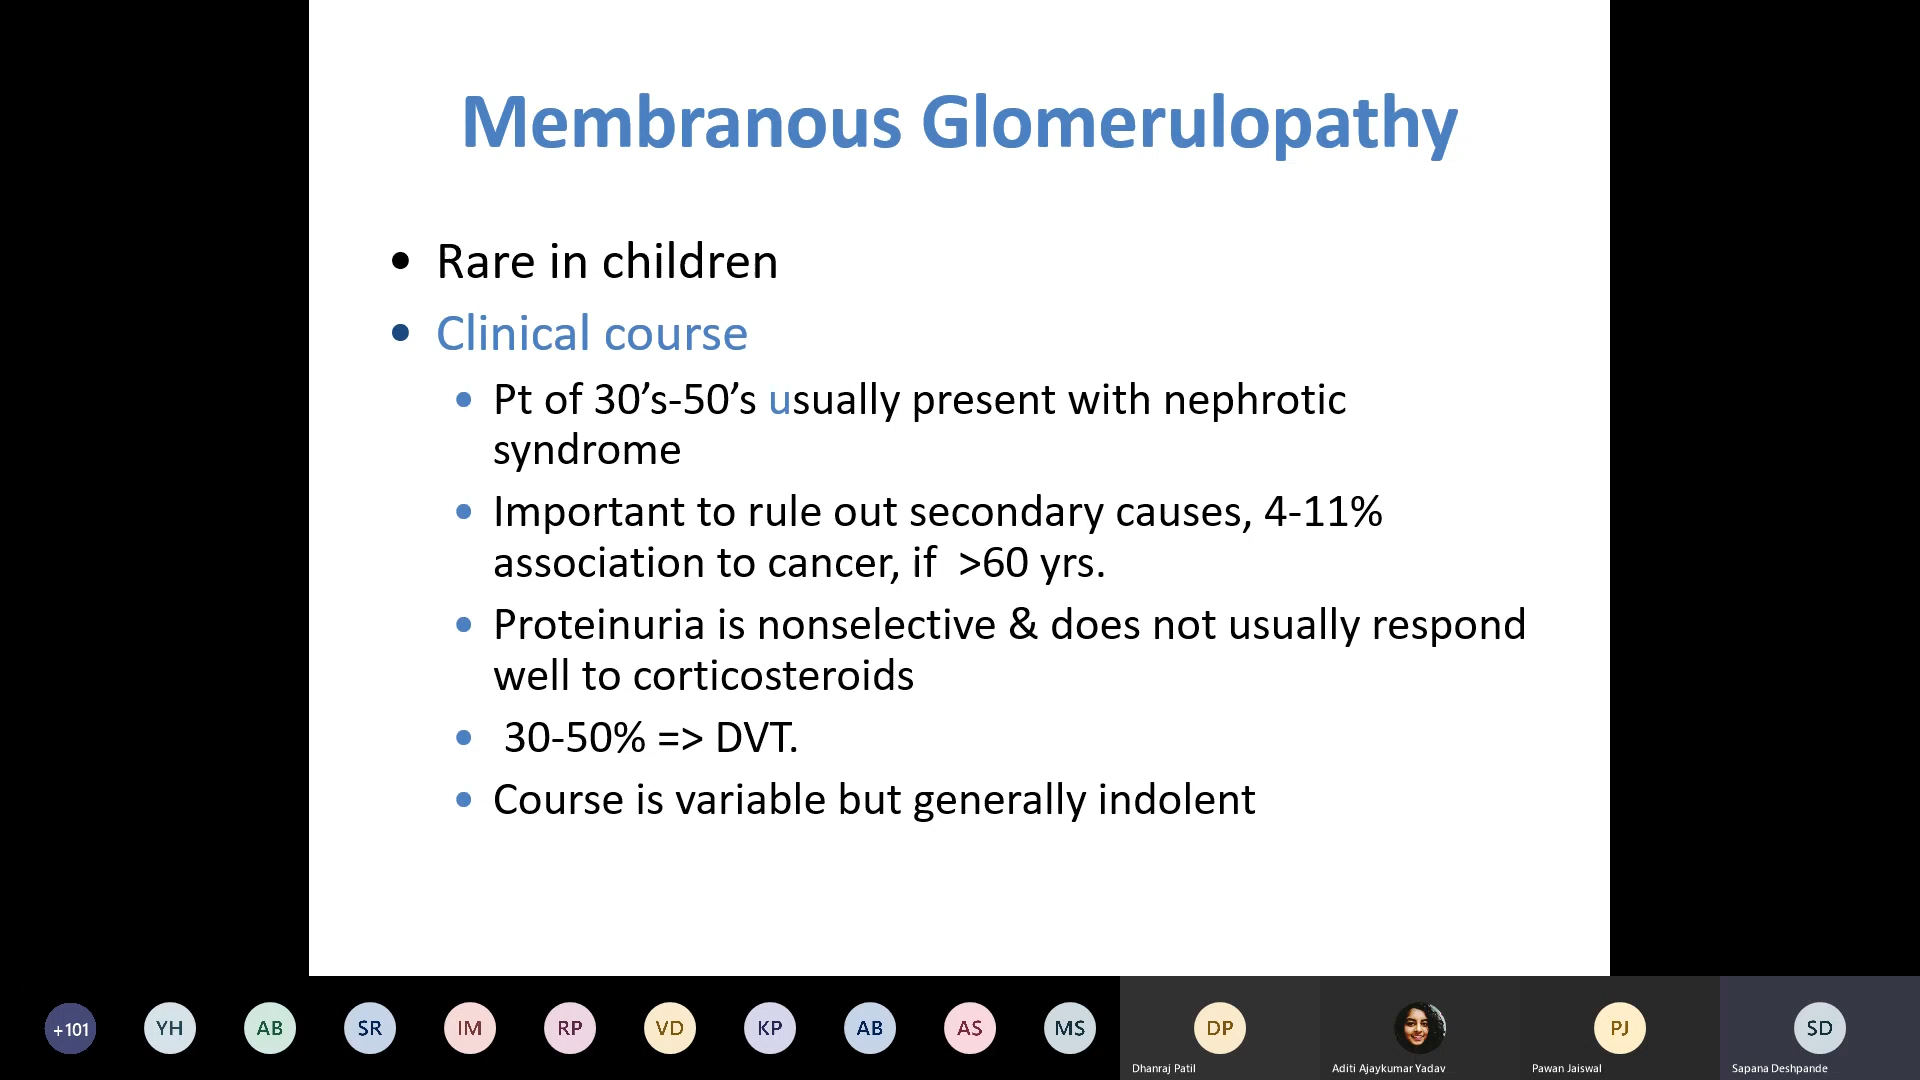 Membranous Glomerulopathy
• Rare in children
• Clinical course
• Pt of 30’s-50’s usually present with nephrotic
syndrome
• Important to rule out secondary causes, 4-11%
association to cancer, if  >60 yrs.
• Proteinuria is nonselective & does not usually respond
well to corticosteroids
• 30-50% => DVT.
• Course is variable but generally indolent
+101 YH AB SR IM RP VD KP AB AS MS DP PJ SD
Dhanraj Patil Aditi Ajaykumar Yadav Pawan Jaiswal Sapana Deshpande